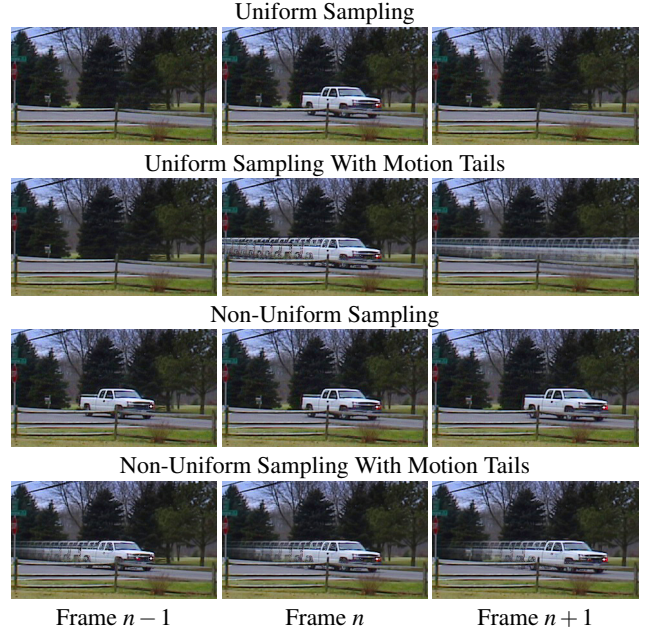 Uniform Sampling
Uniform Sampling With Motion Tails
Non-Uniform Sampling
Non-Uniform Sampling With Motion Tails
Frame n − 1 Frame n Frame n + 1